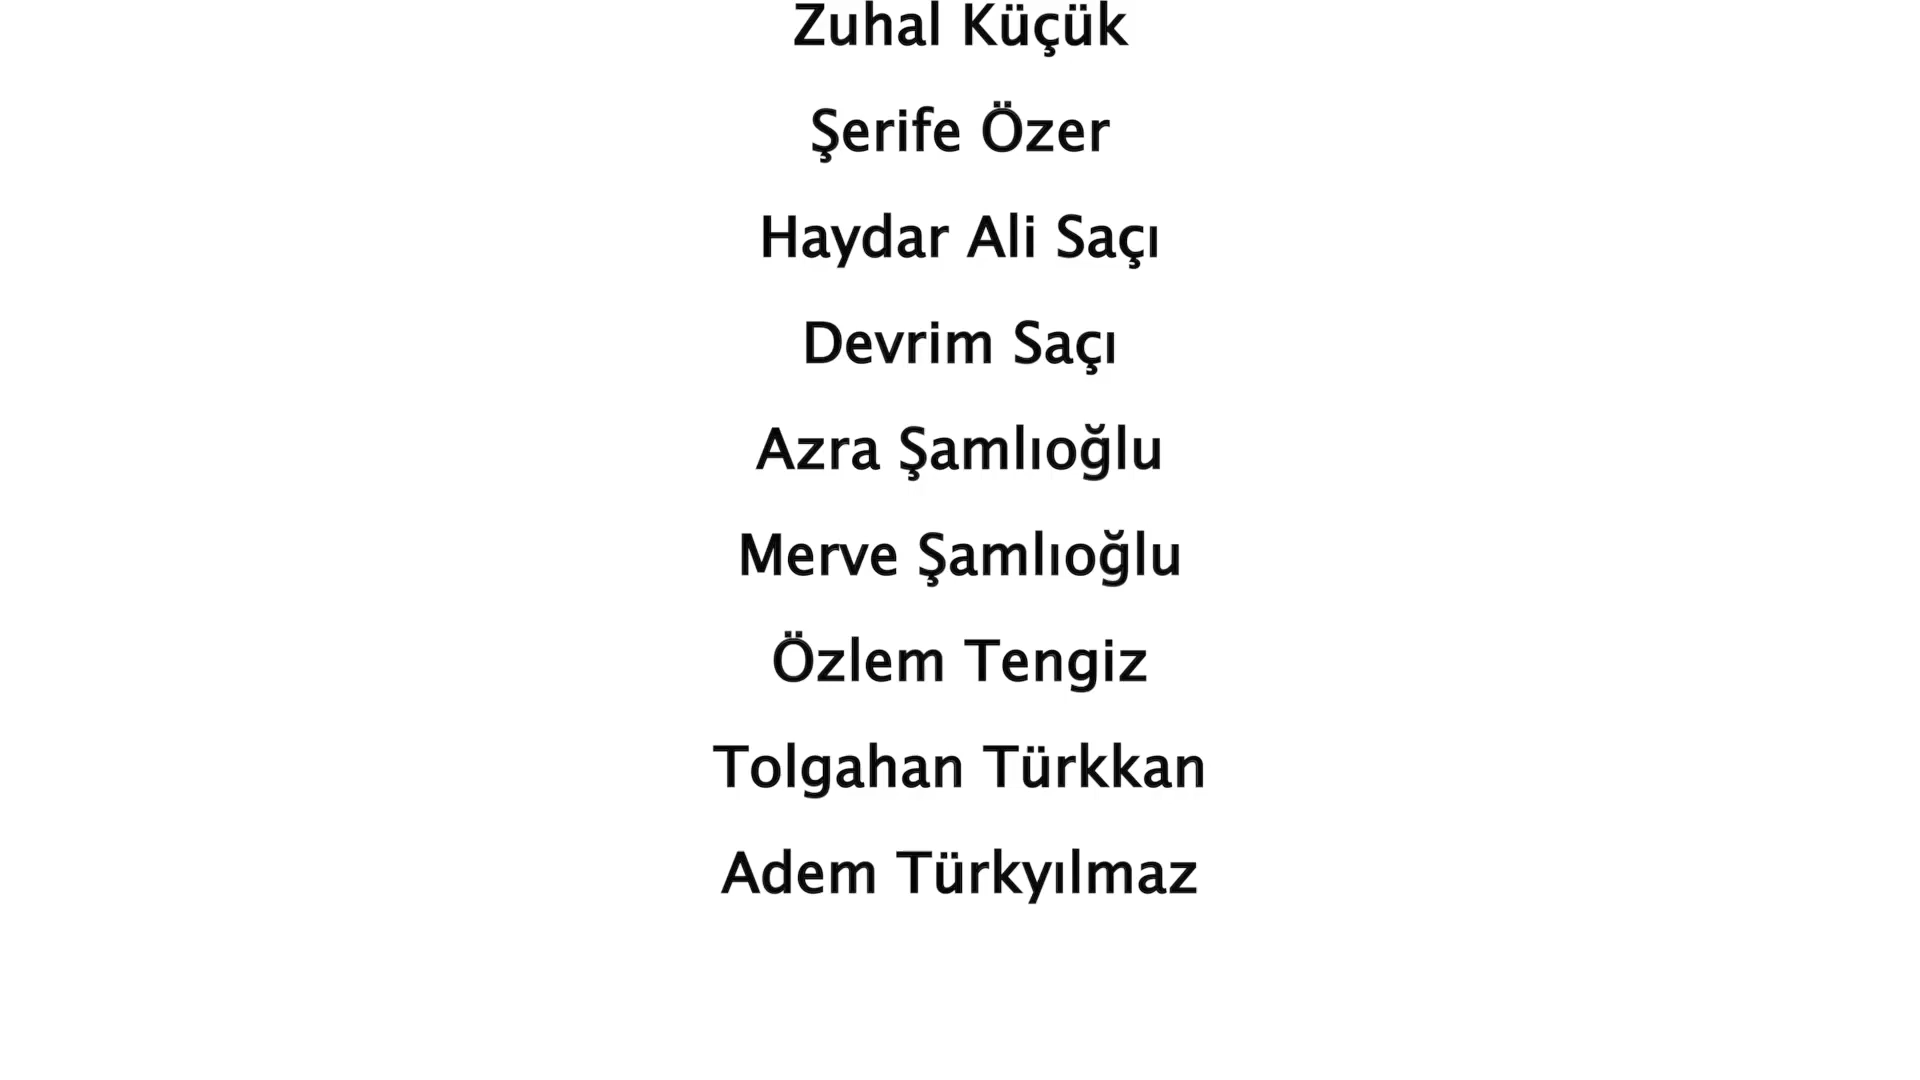 Zuhal Küçük
Şerife Özer
Haydar Ali Saçı
Devrim Saçı
Azra Şamlıoğlu
Merve Şamlıoğlu
Özlem Tengiz
Tolgahan Türkkan
Adem Türkyılmaz